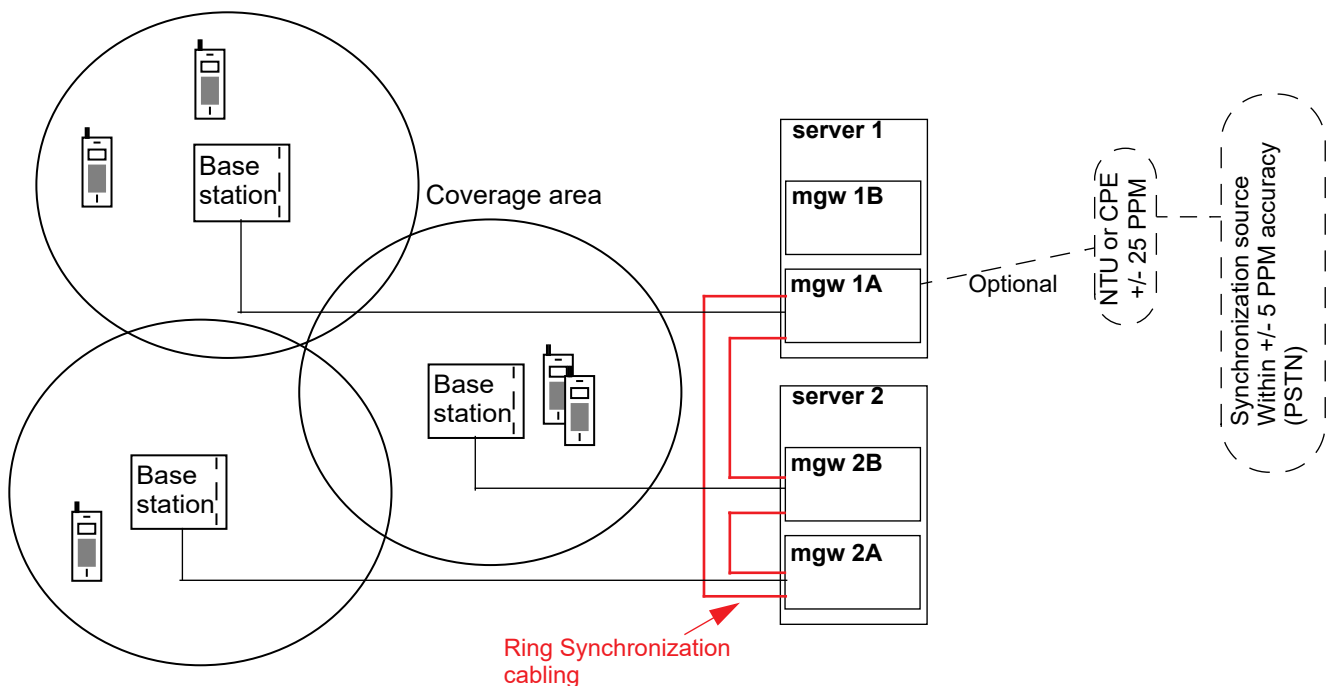 Base
station
Coverage area
Base
station
Base
station
server 1
mgw 1B
mgw 1A
Optional
NTU or CPE
+/- 25 PPM
Synchronization source
Within +/- 5 PPM accuracy
(PSTN)
server 2
mgw 2B
mgw 2A
Ring Synchronization
cabling